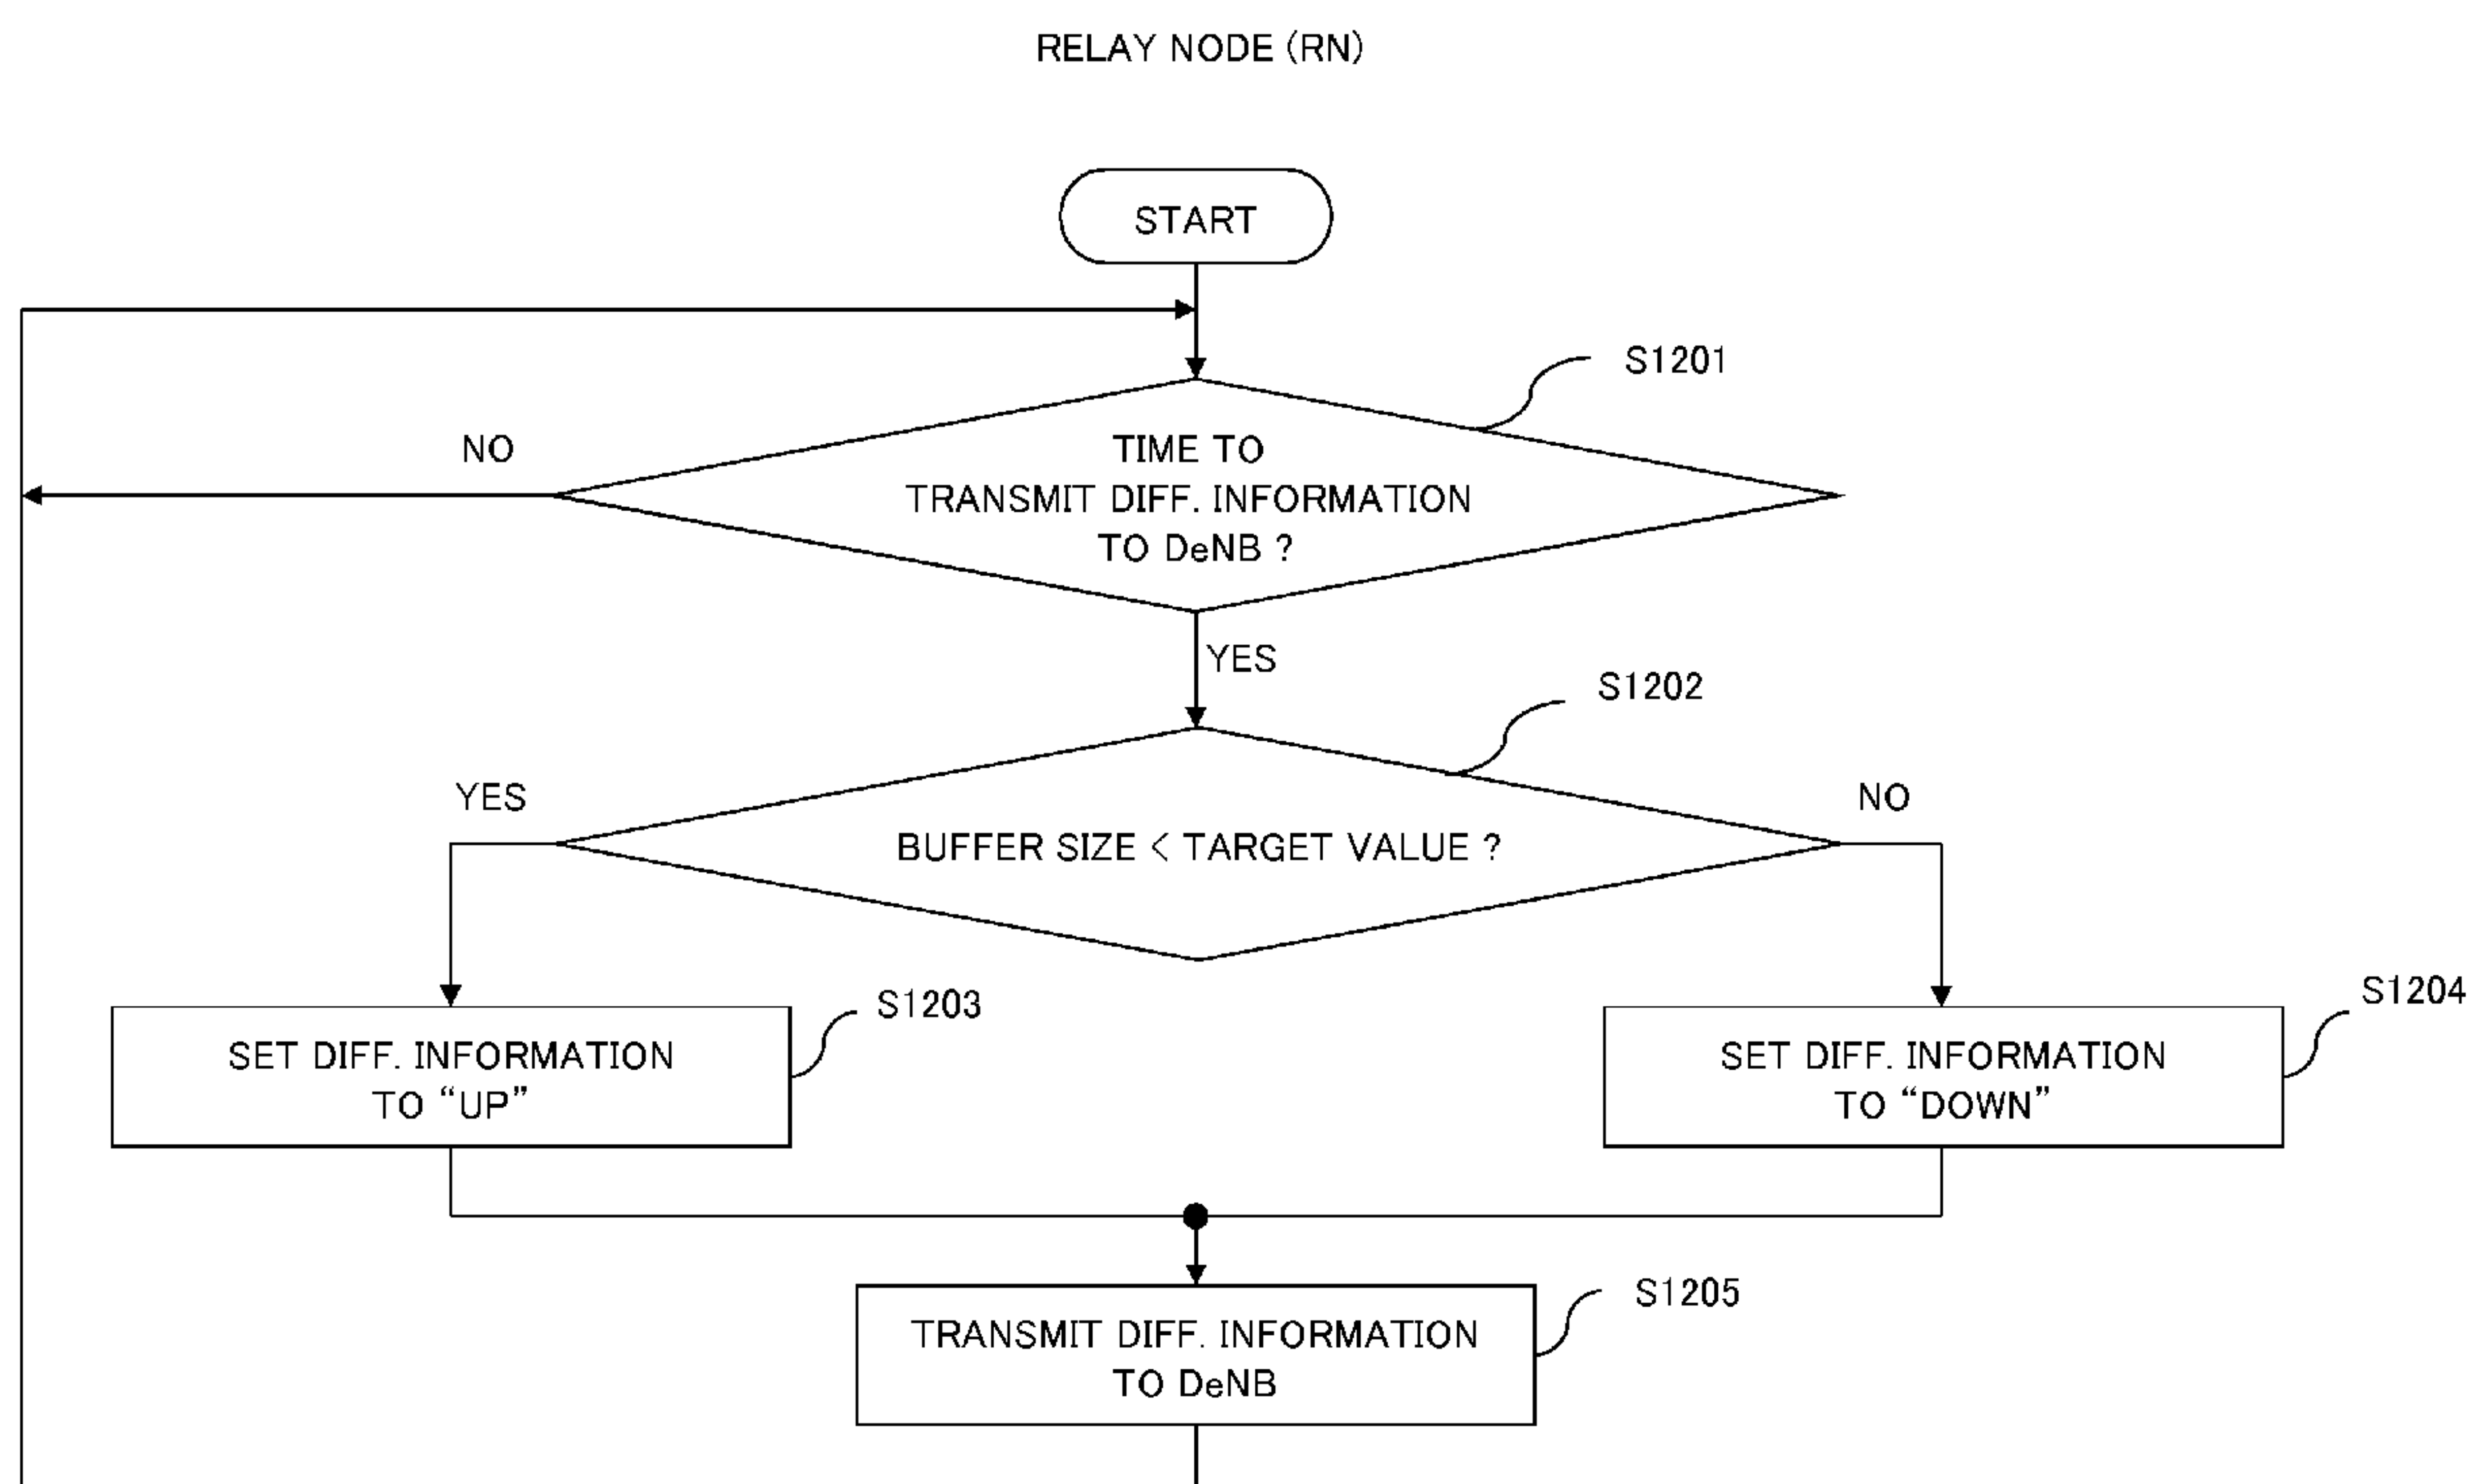 RELAY NODE (RN)
START
S1201
NO
TIME TO
TRANSMIT DIFF. INFORMATION
TO DeNB ?
YES
S1202
YES
NO
BUFFER SIZE < TARGET VALUE ?
S1203
S1204
SET DIFF. INFORMATION
TO “UP”
SET DIFF. INFORMATION
TO “DOWN”
S1205
TRANSMIT DIFF. INFORMATION
TO DeNB